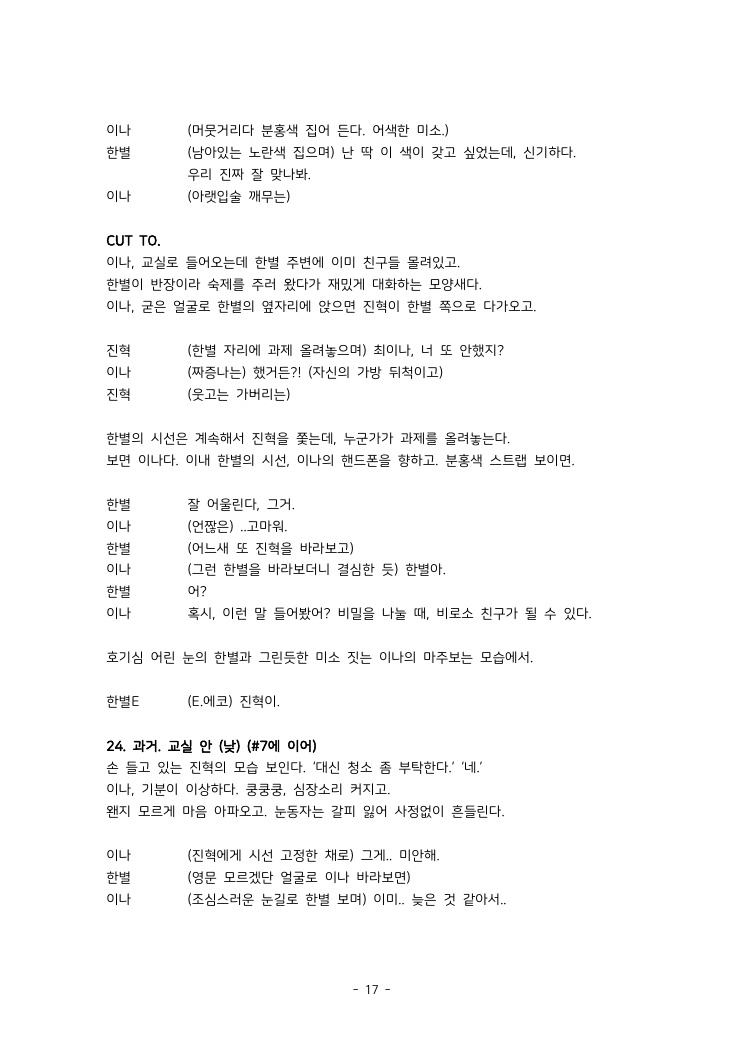 이나 (머뭇거리다 분홍색 집어 든다. 어색한 미소.)
한별 (남아있는 노란색 집으며) 난 딱 이 색이 갖고 싶었는데, 신기하다.
우리 진짜 잘 맞나봐.
이나 (아랫입술 깨무는)
CUT TO.
이나, 교실로 들어오는데 한별 주변에 이미 친구들 몰려있고.
한별이 반장이라 숙제를 주러 왔다가 재밌게 대화하는 모양새다.
이나, 굳은 얼굴로 한별의 옆자리에 앉으면 진혁이 한별 쪽으로 다가오고.
진혁 (한별 자리에 과제 올려놓으며) 최이나, 너 또 안했지?
이나 (짜증나는) 했거든?! (자신의 가방 뒤척이고)
진혁 (웃고는 가버리는)
한별의 시선은 계속해서 진혁을 쫓는데, 누군가가 과제를 올려놓는다.
보면 이나다. 이내 한별의 시선, 이나의 핸드폰을 향하고. 분홍색 스트랩 보이면.
한별 잘 어울린다, 그거.
이나 (언짢은) ..고마워.
한별 (어느새 또 진혁을 바라보고)
이나 (그런 한별을 바라보더니 결심한 듯) 한별아.
한별 어?
이나 혹시, 이런 말 들어봤어? 비밀을 나눌 때, 비로소 친구가 될 수 있다.
호기심 어린 눈의 한별과 그린듯한 미소 짓는 이나의 마주보는 모습에서.
한별E (E.에코) 진혁이.
24. 과거. 교실 안 (낮) (#7에 이어)
손 들고 있는 진혁의 모습 보인다. ‘대신 청소 좀 부탁한다.’ ‘네.’
이나, 기분이 이상하다. 쿵쿵쿵, 심장소리 커지고.
왠지 모르게 마음 아파오고. 눈동자는 갈피 잃어 사정없이 흔들린다.
이나 (진혁에게 시선 고정한 채로) 그게.. 미안해.
한별 (영문 모르겠단 얼굴로 이나 바라보면)
이나 (조심스러운 눈길로 한별 보며) 이미.. 늦은 것 같아서..
- 17 -